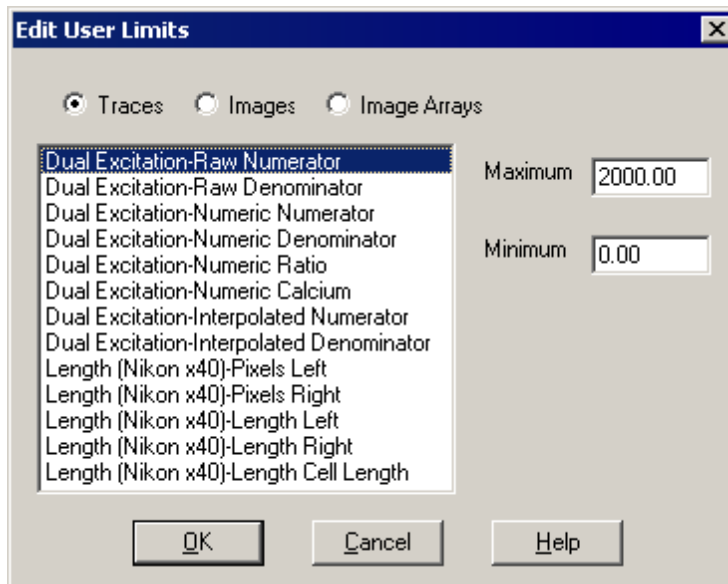 Edit User Limits
Traces Images Image Arrays
Dual Excitation-Raw Numerator
Dual Excitation-Raw Denominator
Dual Excitation-Numeric Numerator
Dual Excitation-Numeric Denominator
Dual Excitation-Numeric Ratio
Dual Excitation-Numeric Calcium
Dual Excitation-Interpolated Numerator
Dual Excitation-Interpolated Denominator
Length (Nikon x40)-Pixels Left
Length (Nikon x40)-Pixels Right
Length (Nikon x40)-Length Left
Length (Nikon x40)-Length Right
Length (Nikon x40)-Length Cell Length
Maximum 2000.00
Minimum 0.00
OK Cancel Help